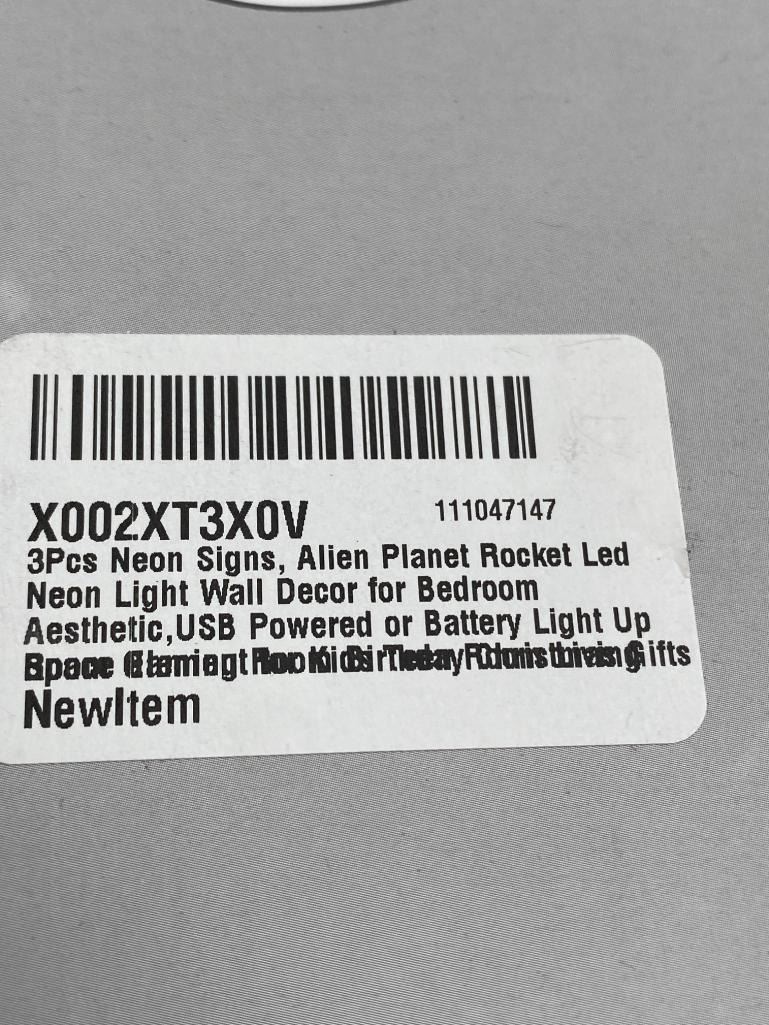 X002XT3X0V 111047147
3Pcs Neon Signs, Alien Planet Rocket Led
Neon Light Wall Decor for Bedroom
Aesthetic,USB Powered or Battery Light Up
Gifts
NewItem